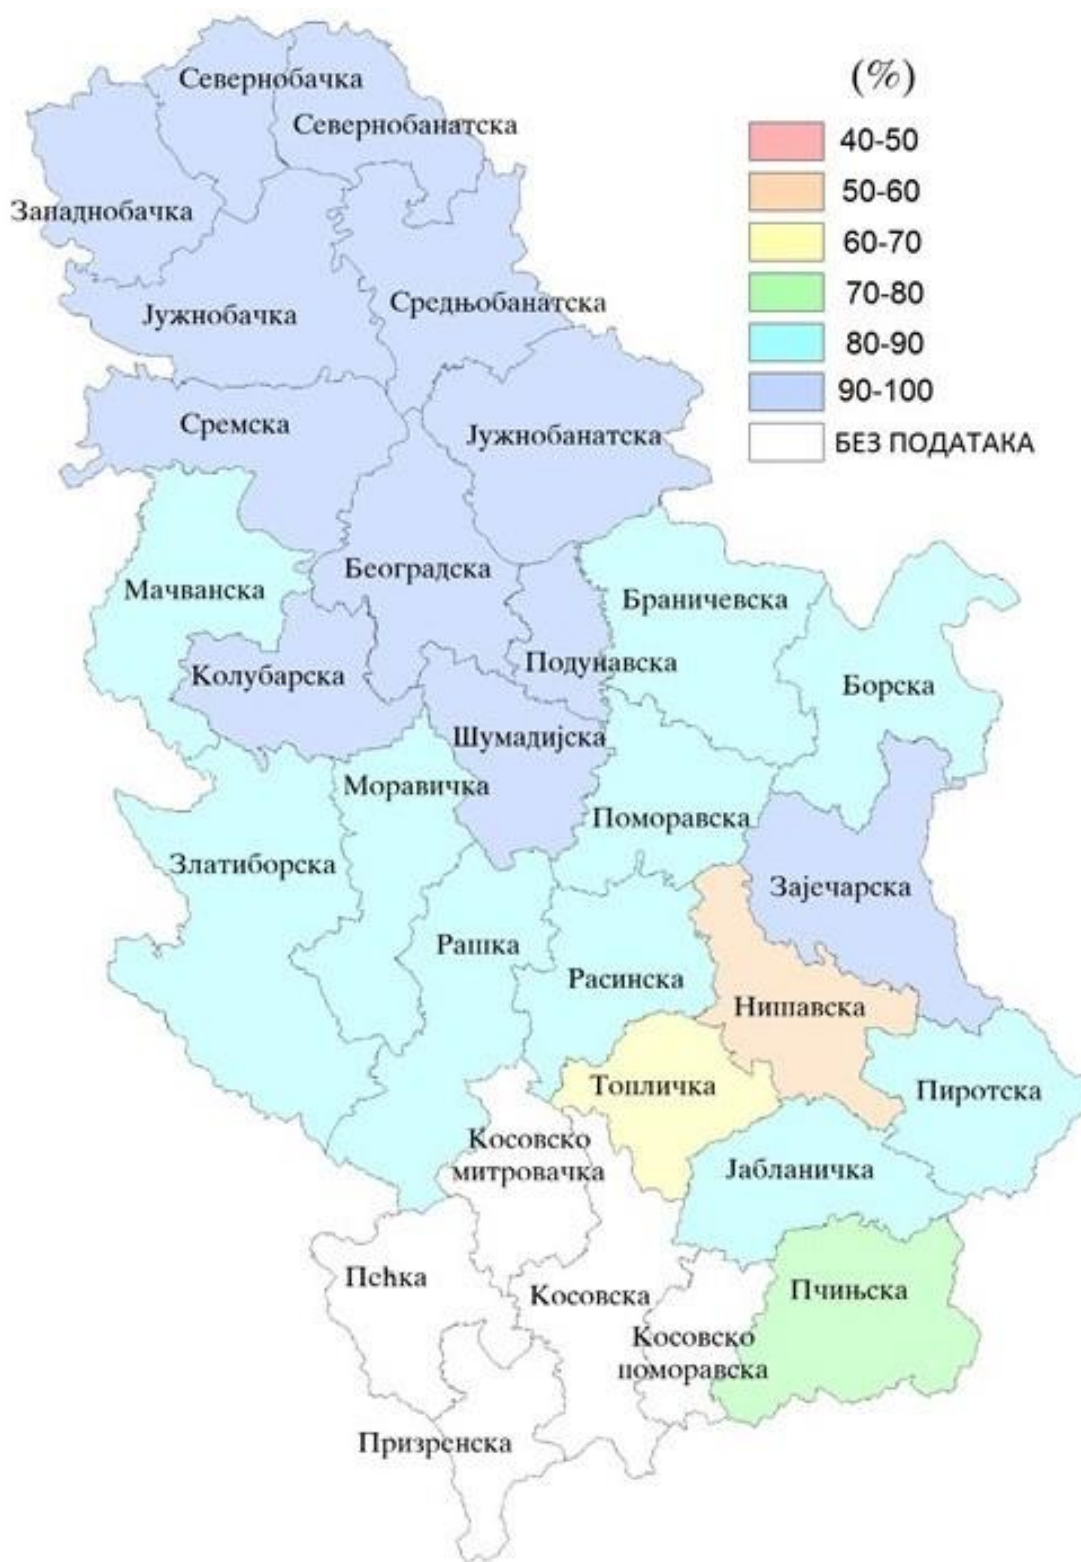 (%)
40-50
50-60
60-70
70-80
80-90
90-100
БЕЗ ПОДАТАКА
Севернобачка
Севернобанатска
Западнобачка
Јужнобачка
Средњобанатска
Сремска
Јужнобанатска
Мачванска
Београдска
Браничевска
Колубарска
Подунавска
Борска
Шумадијска
Моравичка
Поморавска
Златиборска
Зајечарска
Рашка
Расинска
Нишавска
Топличка
Пиротска
Косовско
митровачка
Јабланичка
Пећка
Косовска
Пчињска
Косовско
поморавска
Призренска